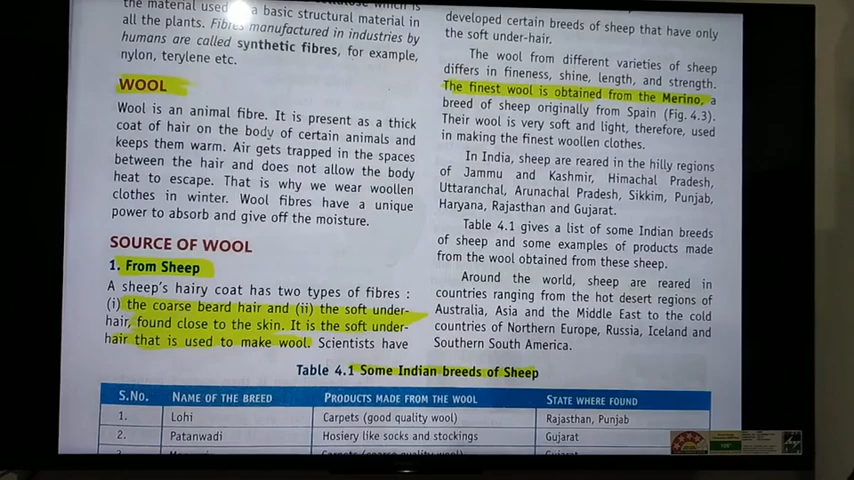 the material used a basic structural material in
all the plants. Fibres manufactured in industries by
humans are called synthetic fibres, for example,
nylon, terylene etc.
WOOL
Wool is an animal fibre. It is present as a thick
coat of hair on the body of certain animals and
keeps them warm. Air gets trapped in the spaces
between the hair and does not allow the body
heat to escape. That is why we wear woollen
clothes in winter. Wool fibres have a unique
power to absorb and give off the moisture.
SOURCE OF WOOL
1. From Sheep
A sheep's hairy coat has two types of fibres :
(i) the coarse beard hair and (ii) the soft under-
hair, found close to the skin. It is the soft under-
hair that is used to make wool. Scientists have
developed certain breeds of sheep that have only
the soft under-hair.
The wool from different varieties of sheep
differs in fineness, shine, length, and strength.
The finest wool is obtained from the Merino, a
breed of sheep originally from Spain (Fig. 4.3).
Their wool is very soft and light, therefore, used
in making the finest woollen clothes.
In India, sheep are reared in the hilly regions
of Jammu and Kashmir, Himachal Pradesh,
Uttaranchal, Arunachal Pradesh, Sikkim, Punjab,
Haryana, Rajasthan and Gujarat.
Table 4.1 gives a list of some Indian breeds
of sheep and some examples of products made
from the wool obtained from these sheep.
Around the world, sheep are reared in
countries ranging from the hot desert regions of
Australia, Asia and the Middle East to the cold
countries of Northern Europe, Russia, Iceland and
Southern South America.
Table 4.1 Some Indian breeds of Sheep
S.No. NAME OF THE BREED PRODUCTS MADE FROM THE WOOL STATE WHERE FOUND
1. Lohi Carpets (good quality wool) Rajasthan, Punjab
2. Patanwadi Hosiery like socks and stockings Gujarat